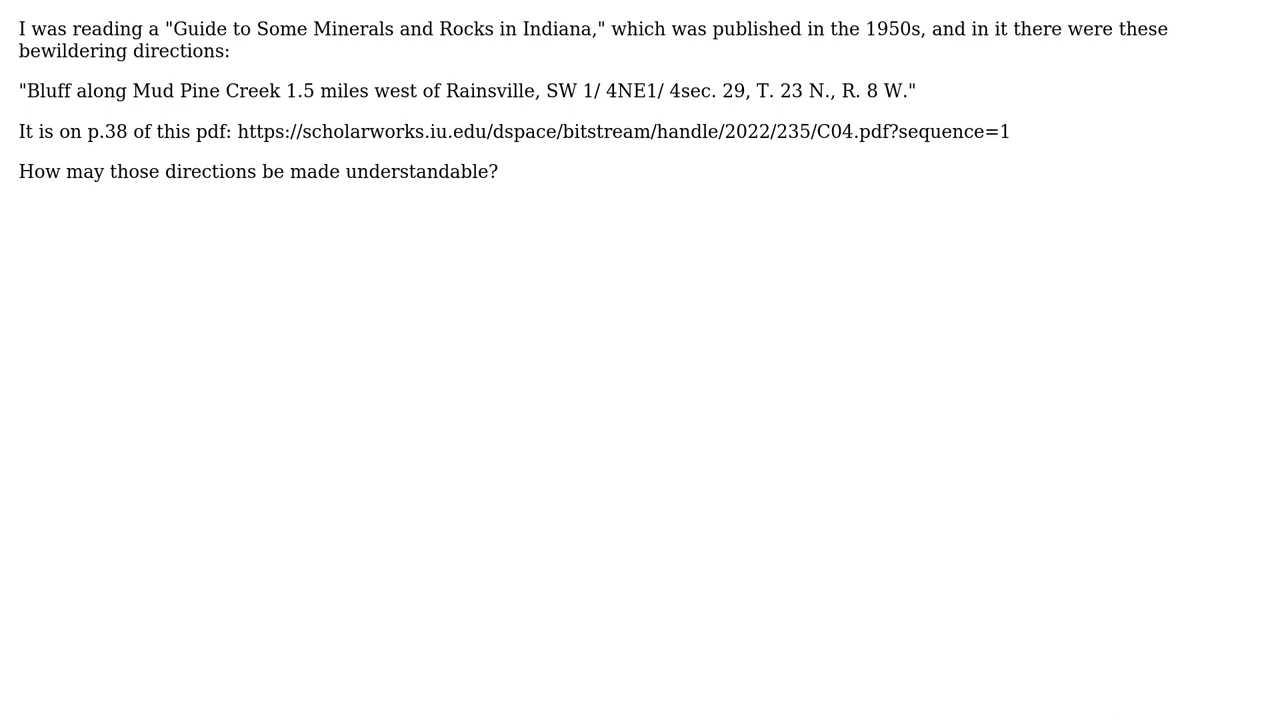 I was reading a "Guide to Some Minerals and Rocks in Indiana," which was published in the 1950s, and in it there were these
bewildering directions:
"Bluff along Mud Pine Creek 1.5 miles west of Rainsville, SW 1/ 4NE1/ 4sec. 29, T. 23 N., R. 8 W."
It is on p.38 of this pdf: https://scholarworks.iu.edu/dspace/bitstream/handle/2022/235/C04.pdf?sequence=1
How may those directions be made understandable?